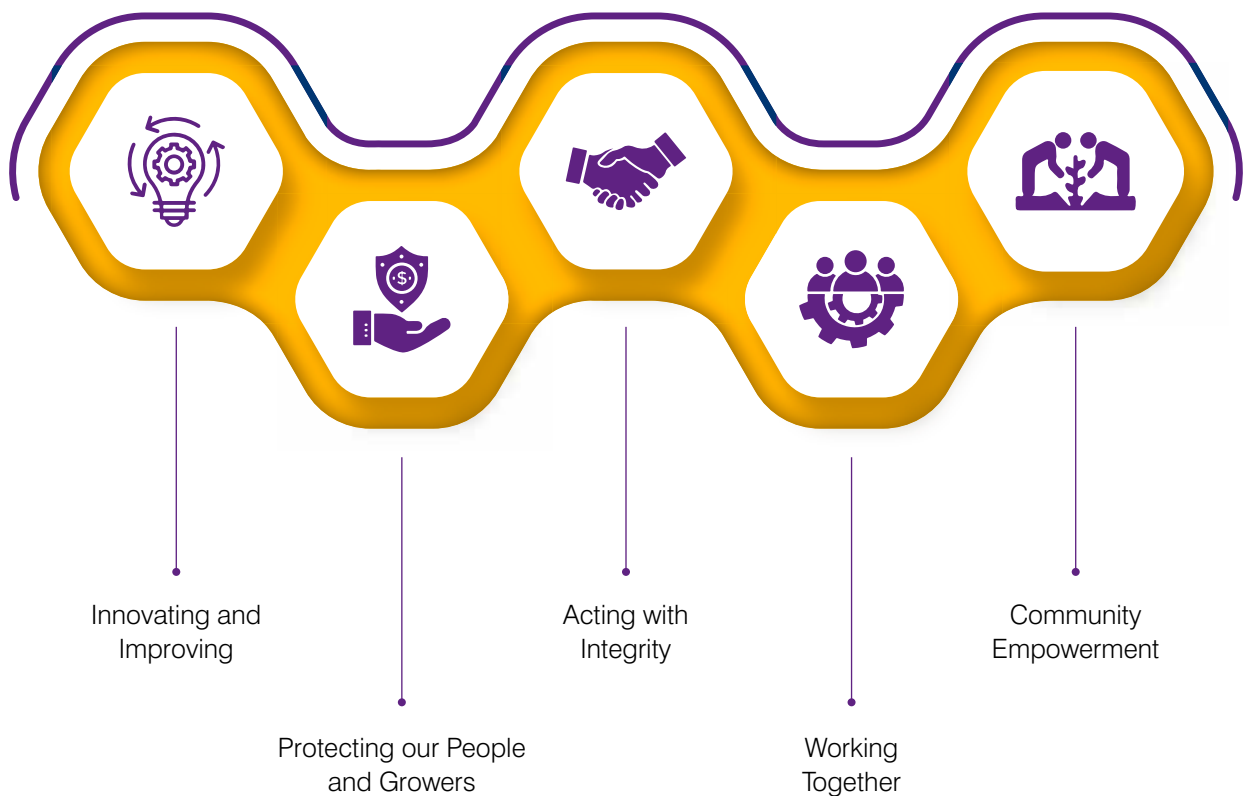 Innovating and
Improving
Protecting our People
and Growers
Acting with
Integrity
Working
Together
Community
Empowerment
$